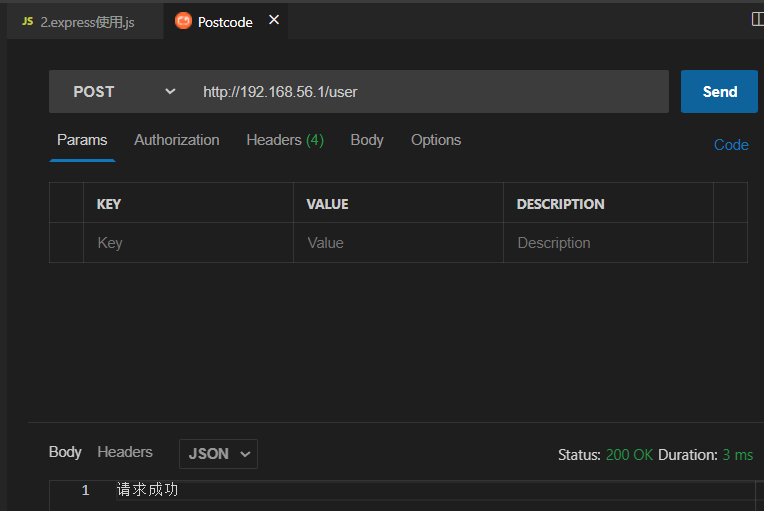 JS 2.express使用.js Postcode
POST http://192.168.56.1/user Send
Params Authorization Headers (4) Body Options Code
KEY VALUE DESCRIPTION
Key Value Description
Body Headers JSON Status: 200 OK Duration: 3 ms
1 请求成功